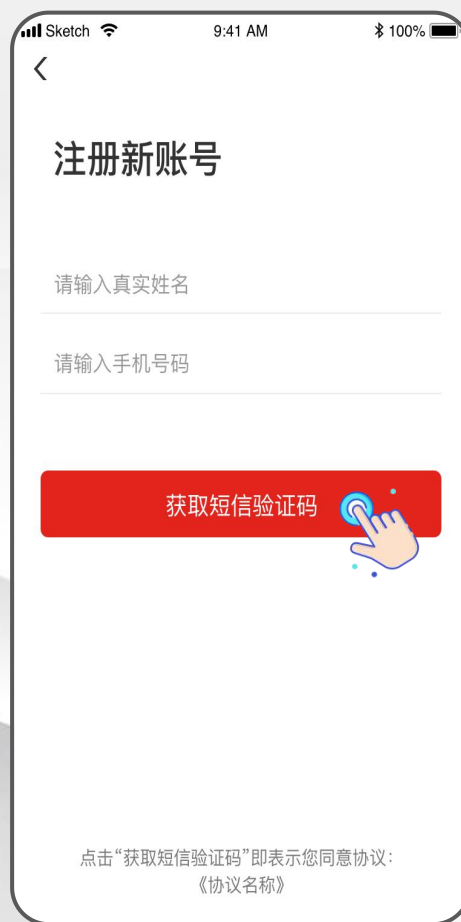 Sketch 9:41 AM 100%
注册新账号
请输入真实姓名
请输入手机号码
获取短信验证码
点击“获取短信验证码”即表示您同意协议：
《协议名称》